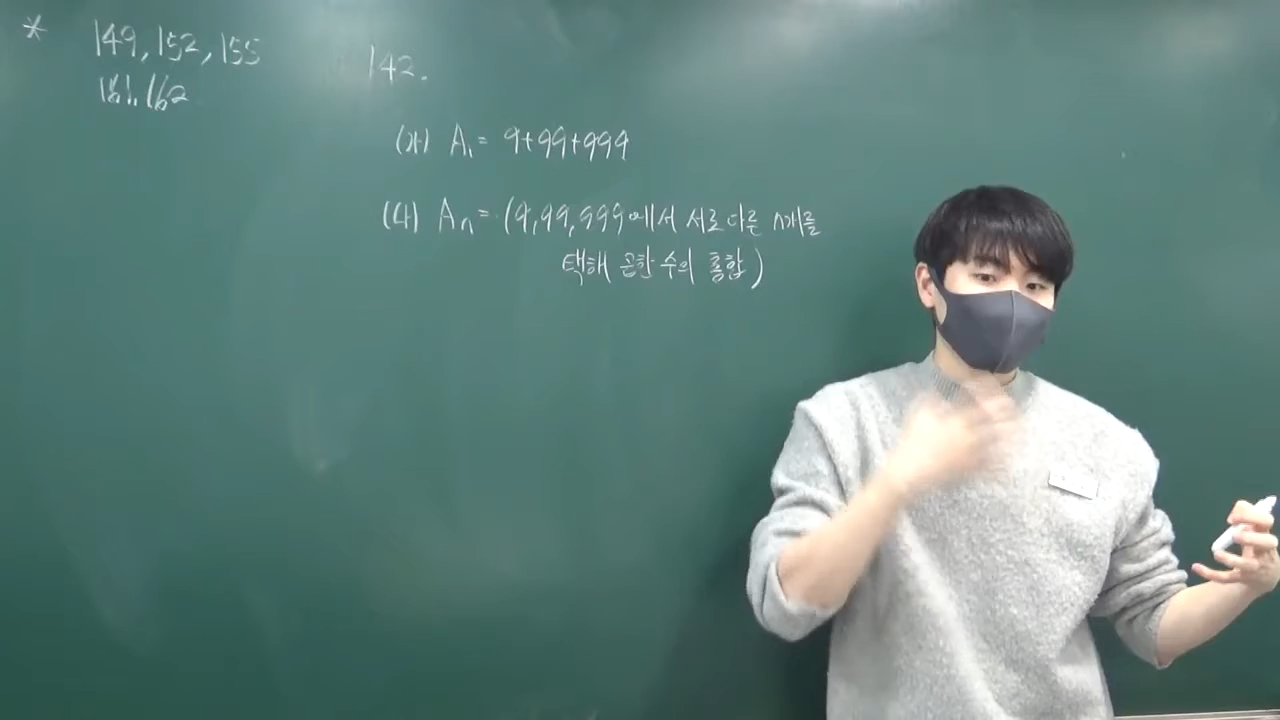 * 149, 152, 155
161, 162
142.
(가) A₁ = 9+99+999
(나) Aₙ = (9, 99, 999에서 서로 다른 n개를
택해 곱한 수의 총합)